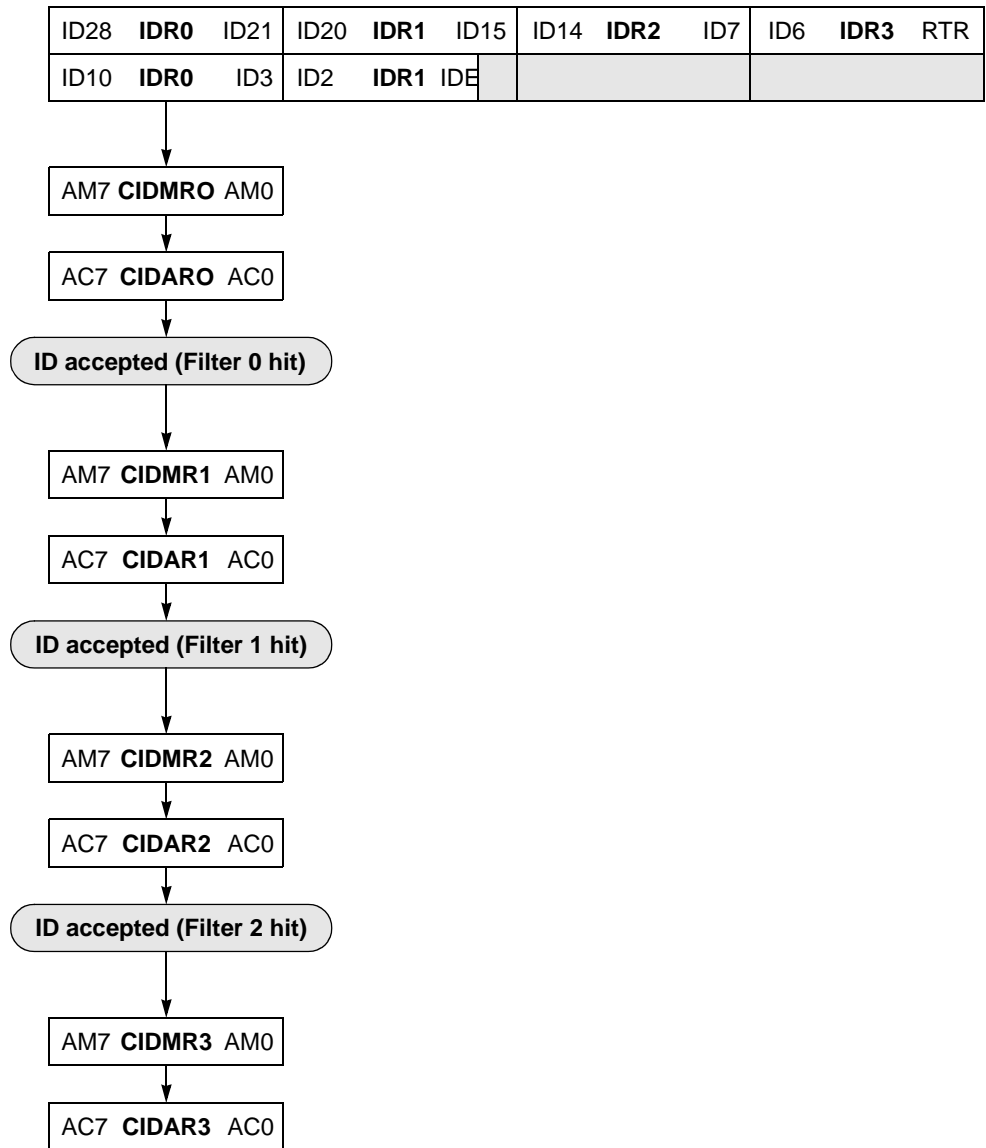 ID28 IDR0 ID21 ID20 IDR1 ID15 ID14 IDR2 ID7 ID6 IDR3 RTR
ID10 IDR0 ID3 ID2 IDR1 IDE
AM7 CIDMRO AM0
AC7 CIDARO AC0
ID accepted (Filter 0 hit)
AM7 CIDMR1 AM0
AC7 CIDAR1 AC0
ID accepted (Filter 1 hit)
AM7 CIDMR2 AM0
AC7 CIDAR2 AC0
ID accepted (Filter 2 hit)
AM7 CIDMR3 AM0
AC7 CIDAR3 AC0